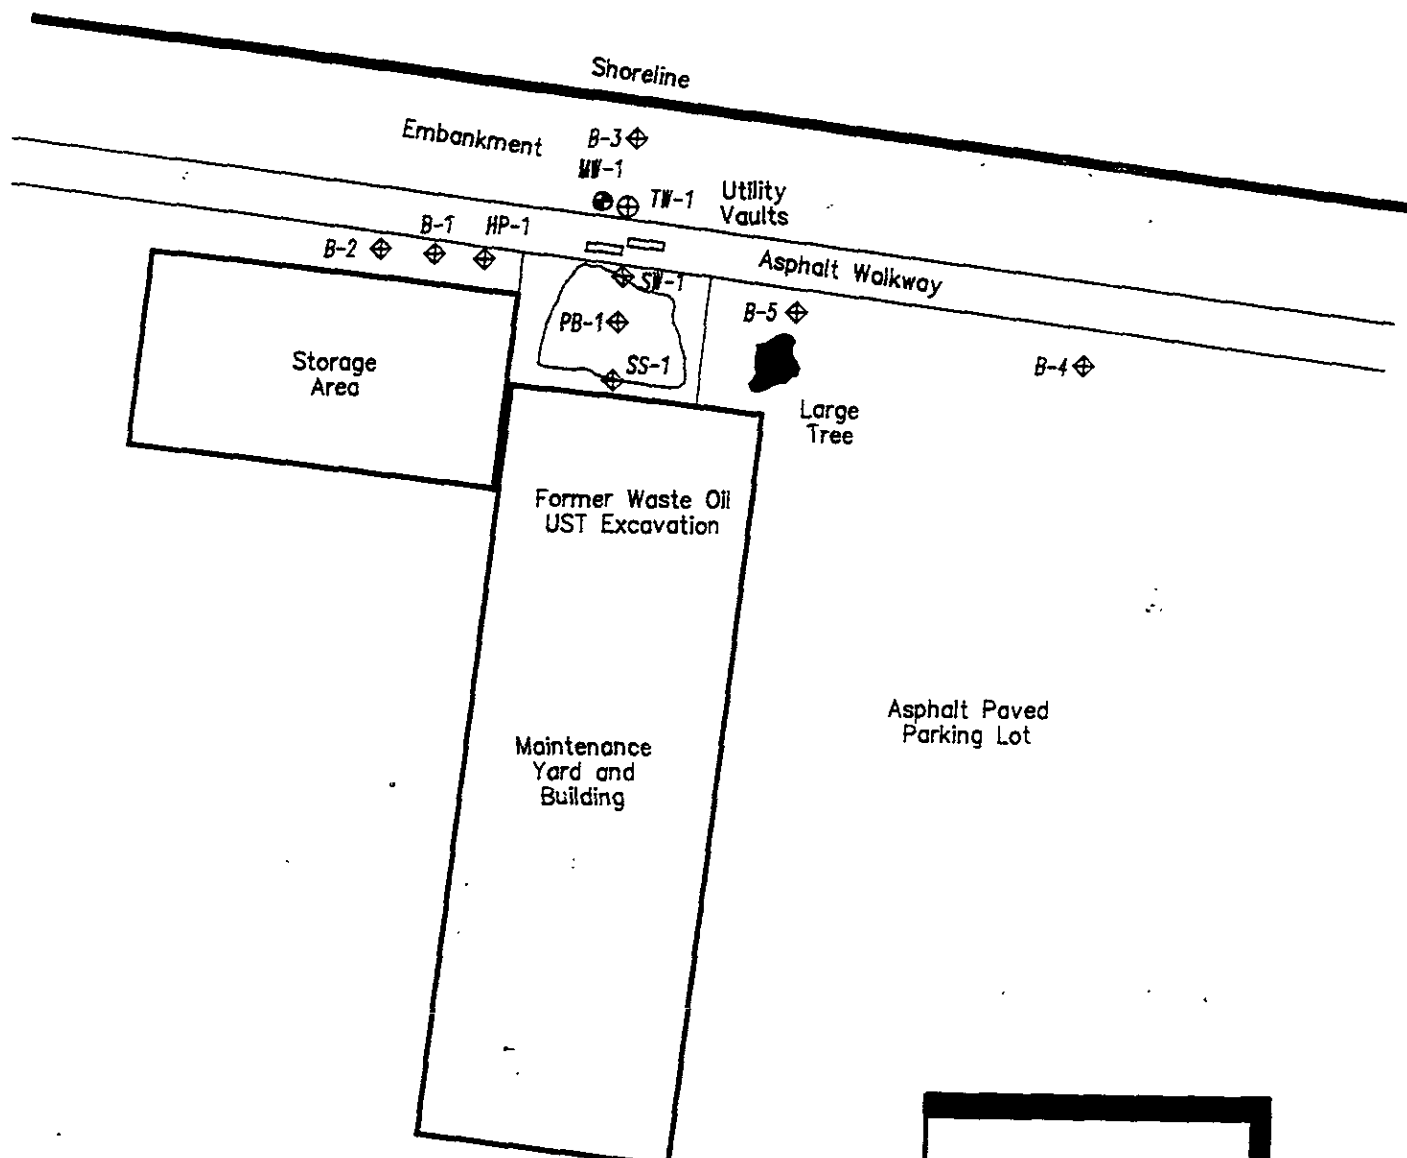 Shoreline
Embankment
B-3
MW-1
TW-1
Utility
Vaults
B-1
HP-1
B-2
Asphalt Walkway
SW-1
B-5
PB-1
SS-1
B-4
Storage
Area
Large
Tree
Former Waste Oil
UST Excavation
Asphalt Paved
Parking Lot
Maintenance
Yard and
Building